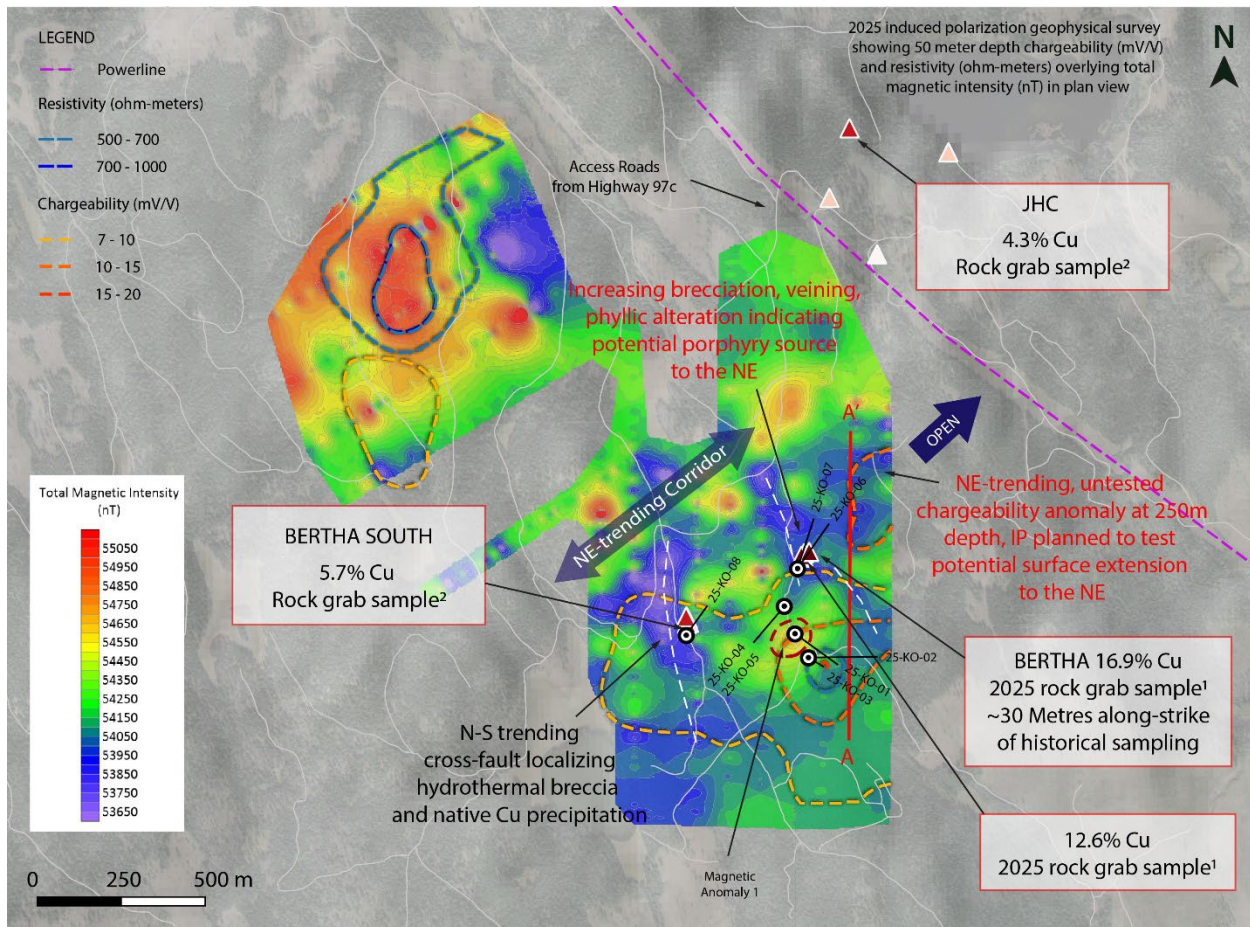 LEGEND
Powerline
Resistivity (ohm-meters)
500 - 700
700 - 1000
Chargeability (mV/V)
7 - 10
10 - 15
15 - 20
2025 induced polarization geophysical survey
showing 50 meter depth chargeability (mV/V)
and resistivity (ohm-meters) overlying total
magnetic intensity (nT) in plan view
N
Access Roads
from Highway 97c
JHC
4.3% Cu
Rock grab sample²
Increasing brecciation, veining,
phyllic alteration indicating
potential porphyry source
to the NE
A'
OPEN
NE-trending Corridor
25-KO-07
25-KO-06
NE-trending, untested
chargeability anomaly at 250m
depth, IP planned to test
potential surface extension
to the NE
Total Magnetic Intensity
(nT)
55050
54950
54850
54750
54650
54550
54450
54350
54250
54150
54050
53950
53850
53750
53650
BERTHA SOUTH
5.7% Cu
Rock grab sample²
25-KO-08
25-KO-04
25-KO-05
25-KO-02
25-KO-01
25-KO-03
BERTHA 16.9% Cu
2025 rock grab sample¹
~30 Metres along-strike
of historical sampling
A
N-S trending
cross-fault localizing
hydrothermal breccia
and native Cu precipitation
12.6% Cu
2025 rock grab sample¹
Magnetic
Anomaly 1
0 250 500 m